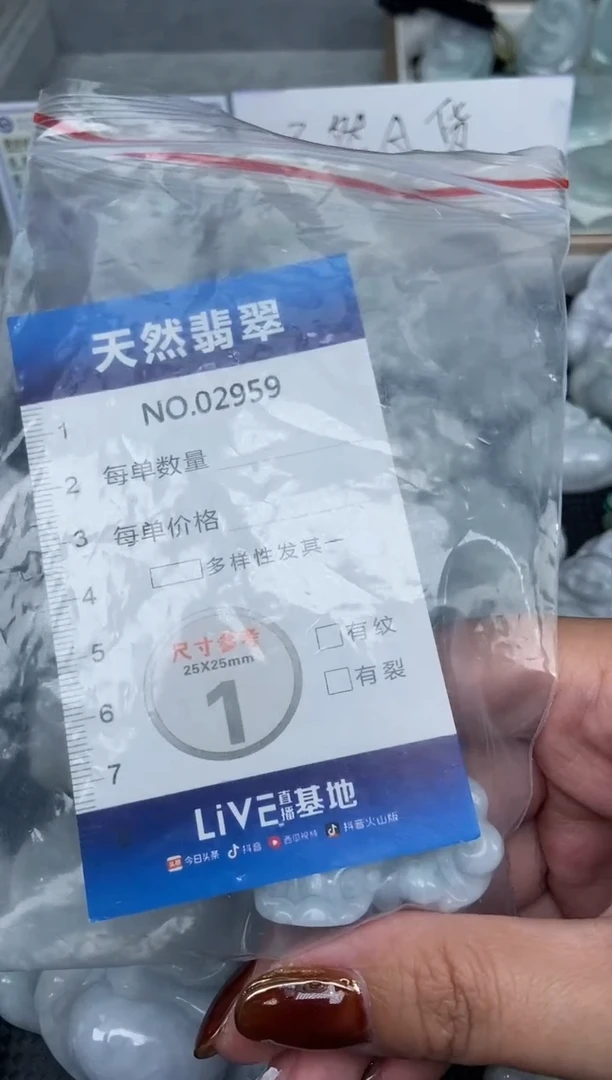 然A货
天然翡翠
NO.02959
1
2 每单数量
3 每单价格
4 多样性发其一
5 尺寸参考
25X25mm
1
有纹
有裂
6
7
LiVE直播基地
今日头条 抖音 西瓜视频 抖音火山版